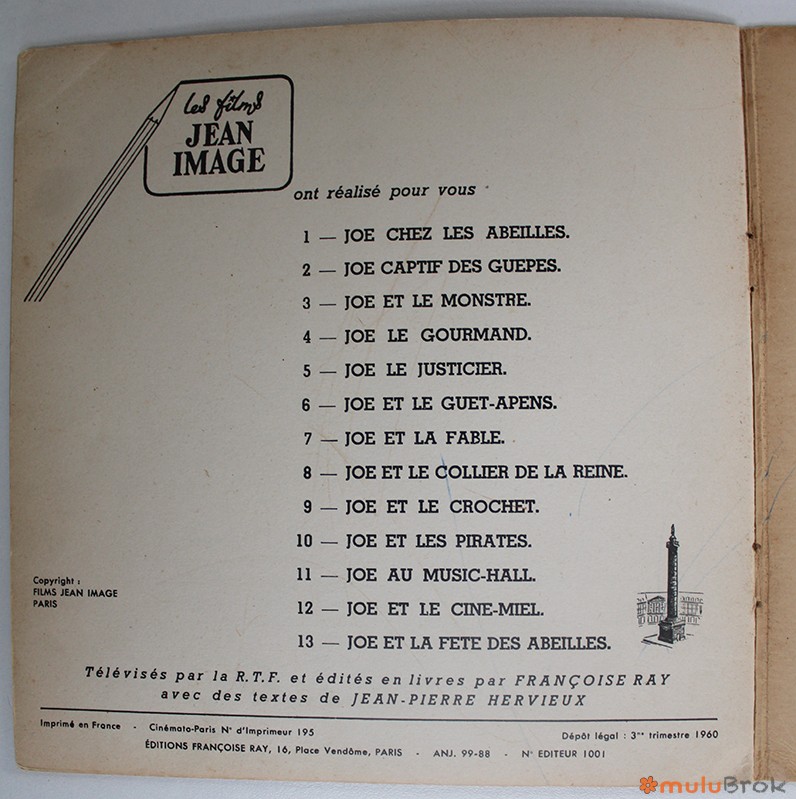 les films
JEAN
IMAGE
ont réalisé pour vous
1 — JOE CHEZ LES ABEILLES.
2 — JOE CAPTIF DES GUEPES.
3 — JOE ET LE MONSTRE.
4 — JOE LE GOURMAND.
5 — JOE LE JUSTICIER.
6 — JOE ET LE GUET-APENS.
7 — JOE ET LA FABLE.
8 — JOE ET LE COLLIER DE LA REINE.
9 — JOE ET LE CROCHET.
10 — JOE ET LES PIRATES.
11 — JOE AU MUSIC-HALL.
12 — JOE ET LE CINE-MIEL.
13 — JOE ET LA FETE DES ABEILLES.
Copyright :
FILMS JEAN IMAGE
PARIS
Télévisés par la R.T.F. et édités en livres par FRANÇOISE RAY
avec des textes de JEAN-PIERRE HERVIEUX
Imprimé en France - Cinémato-Paris N° d'Imprimeur 195 Dépôt légal : 3me trimestre 1960
ÉDITIONS FRANÇOISE RAY, 16, Place Vendôme, PARIS - ANJ. 99-88 - N° EDITEUR 1001
muluBrok